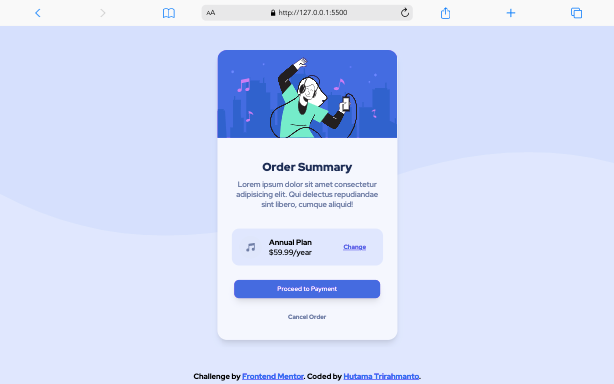 AA http://127.0.0.1:5500
Order Summary
Lorem ipsum dolor sit amet consectetur
adipisicing elit. Qui delectus repudiandae
sint libero, cumque aliquid!
Annual Plan
$59.99/year
Change
Proceed to Payment
Cancel Order
Challenge by Frontend Mentor. Coded by Hutama Trirahmanto.